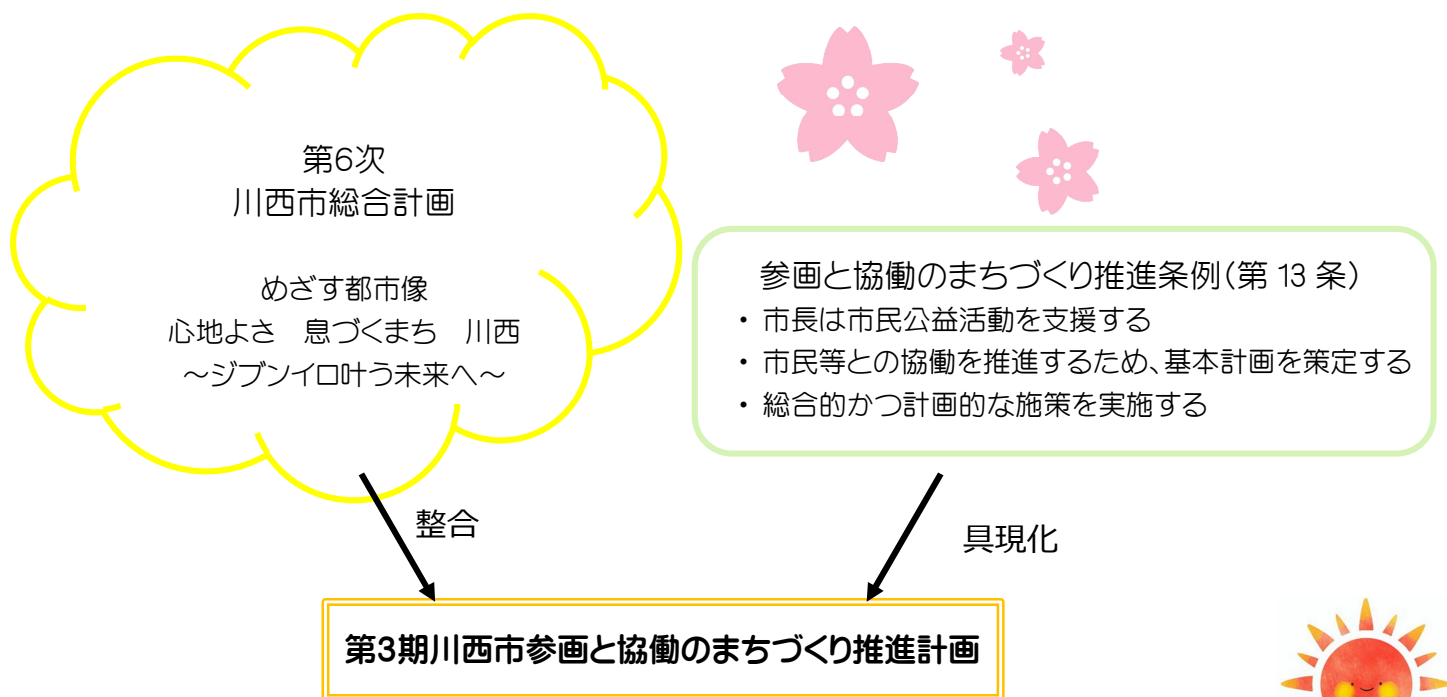 第6次
川西市総合計画
めざす都市像
心地よさ　息づくまち　川西
～ジブンイロ叶う未来へ～
参画と協働のまちづくり推進条例(第 13 条)
・ 市長は市民公益活動を支援する
・ 市民等との協働を推進するため、基本計画を策定する
・ 総合的かつ計画的な施策を実施する
整合
具現化
第3期川西市参画と協働のまちづくり推進計画